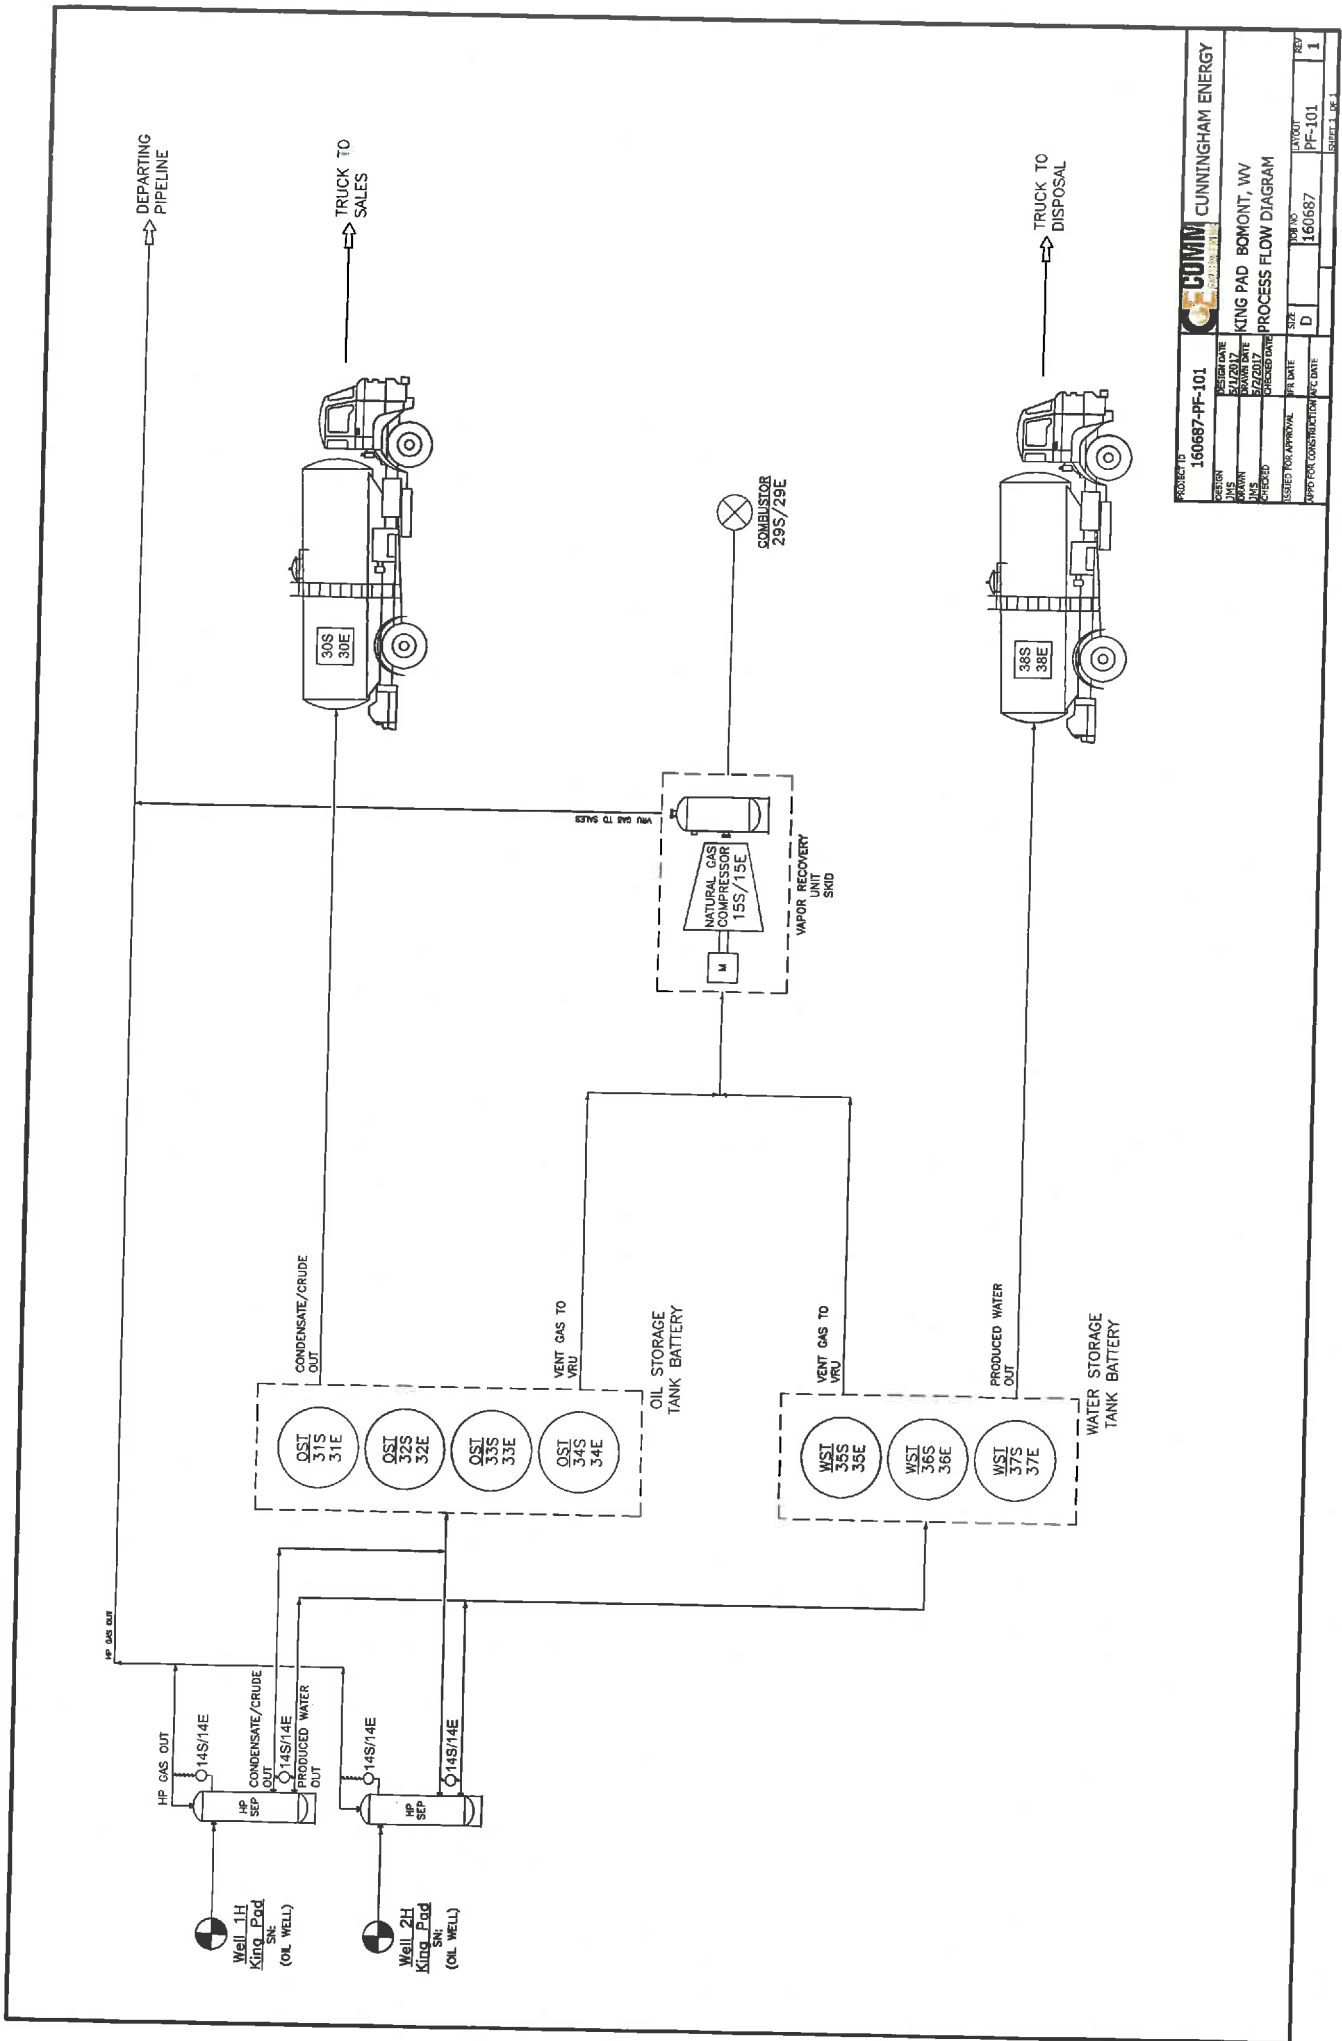 DEPARTING
PIPELINE
TRUCK TO
SALES
TRUCK TO
DISPOSAL
COMBUSTOR
29S/29E
30S
30E
38S
38E
VRU GAS TO SALES
NATURAL GAS
COMPRESSOR
15S/15E
M
VAPOR RECOVERY
UNIT
SKID
CONDENSATE/CRUDE
OUT
VENT GAS TO
VRU
OIL STORAGE
TANK BATTERY
VENT GAS TO
VRU
PRODUCED WATER
OUT
WATER STORAGE
TANK BATTERY
OST
31S
31E
OST
32S
32E
OST
33S
33E
OST
34S
34E
WST
35S
35E
WST
36S
36E
WST
37S
37E
HP GAS OUT
HP GAS OUT
14S/14E
CONDENSATE/CRUDE
OUT
14S/14E
PRODUCED WATER
OUT
14S/14E
14S/14E
HP
SEP
HP
SEP
Well 1H
King Pad
SN:
(OIL WELL)
Well 2H
King Pad
SN:
(OIL WELL)
PROJECT ID
160687-PF-101
DESIGN
JMS
DESIGN DATE
5/1/2017
DRAWN
JMS
DRAWN DATE
5/2/2017
CHECKED
CHECKED DATE
ISSUED FOR APPROVAL
IFR DATE
APPD FOR CONSTRUCTION
AFC DATE
ECOMM
CUNNINGHAM ENERGY
KING PAD BOMONT, WV
PROCESS FLOW DIAGRAM
SIZE
D
JOB NO
160687
LAYOUT
PF-101
REV
1
SHEET 1 OF 1